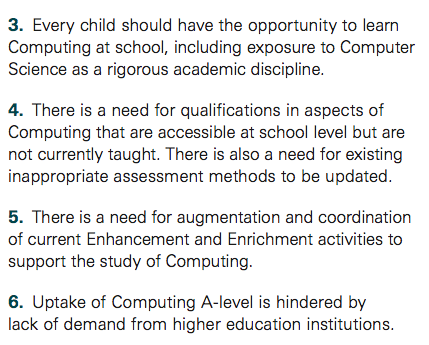 3. Every child should have the opportunity to learn
Computing at school, including exposure to Computer
Science as a rigorous academic discipline.
4. There is a need for qualifications in aspects of
Computing that are accessible at school level but are
not currently taught. There is also a need for existing
inappropriate assessment methods to be updated.
5. There is a need for augmentation and coordination
of current Enhancement and Enrichment activities to
support the study of Computing.
6. Uptake of Computing A-level is hindered by
lack of demand from higher education institutions.